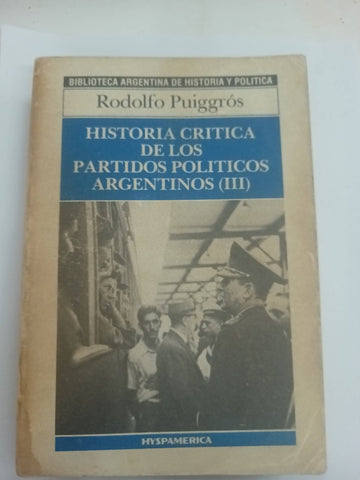 BIBLIOTECA ARGENTINA DE HISTORIA Y POLITICA
Rodolfo Puiggrós
HISTORIA CRITICA
DE LOS
PARTIDOS POLITICOS
ARGENTINOS (III)
HYSPAMERICA